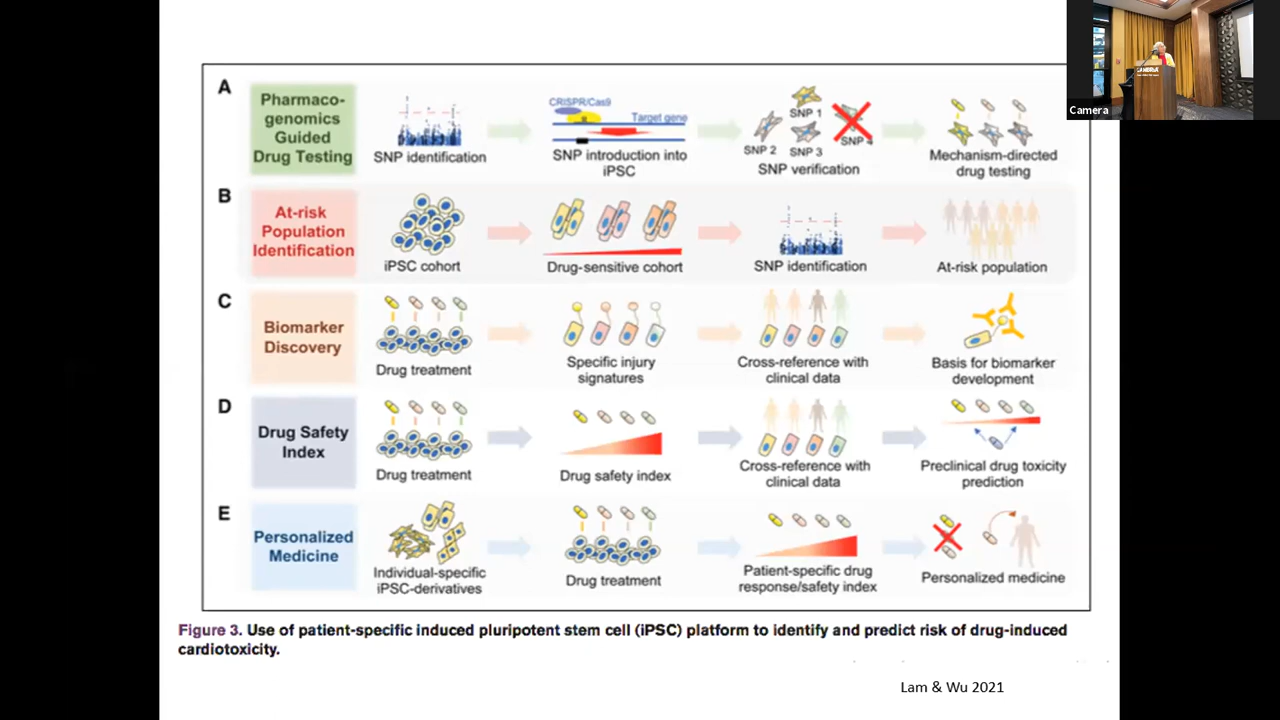 Camera
A
Pharmaco-
genomics
Guided
Drug Testing
SNP identification
CRISPR/Cas9
Target gene
SNP introduction into
iPSC
SNP 1
SNP 2
SNP 3
SNP 4
SNP verification
Mechanism-directed
drug testing
B
At-risk
Population
Identification
iPSC cohort
Drug-sensitive cohort
SNP identification
At-risk population
C
Biomarker
Discovery
Drug treatment
Specific injury
signatures
Cross-reference with
clinical data
Basis for biomarker
development
D
Drug Safety
Index
Drug treatment
Drug safety index
Cross-reference with
clinical data
Preclinical drug toxicity
prediction
E
Personalized
Medicine
Individual-specific
iPSC-derivatives
Drug treatment
Patient-specific drug
response/safety index
Personalized medicine
Figure 3. Use of patient-specific induced pluripotent stem cell (iPSC) platform to identify and predict risk of drug-induced
cardiotoxicity.
Lam & Wu 2021